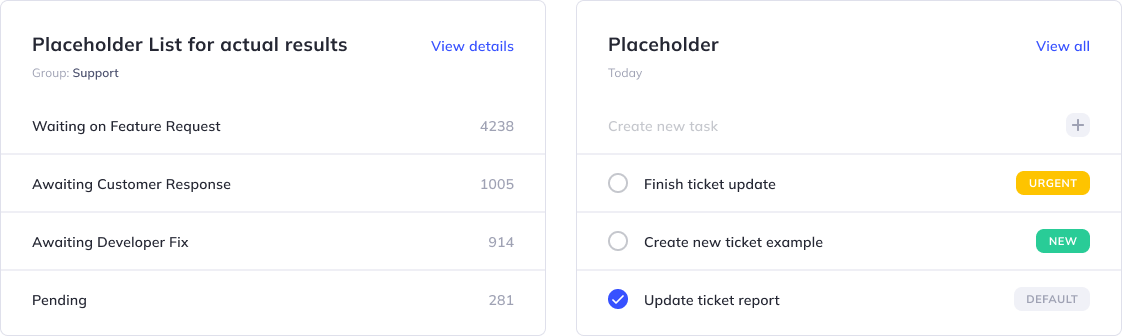 Placeholder List for actual results
View details
Group: Support
Waiting on Feature Request
4238
Awaiting Customer Response
1005
Awaiting Developer Fix
914
Pending
281
Placeholder
View all
Today
Create new task
Finish ticket update
URGENT
Create new ticket example
NEW
Update ticket report
DEFAULT